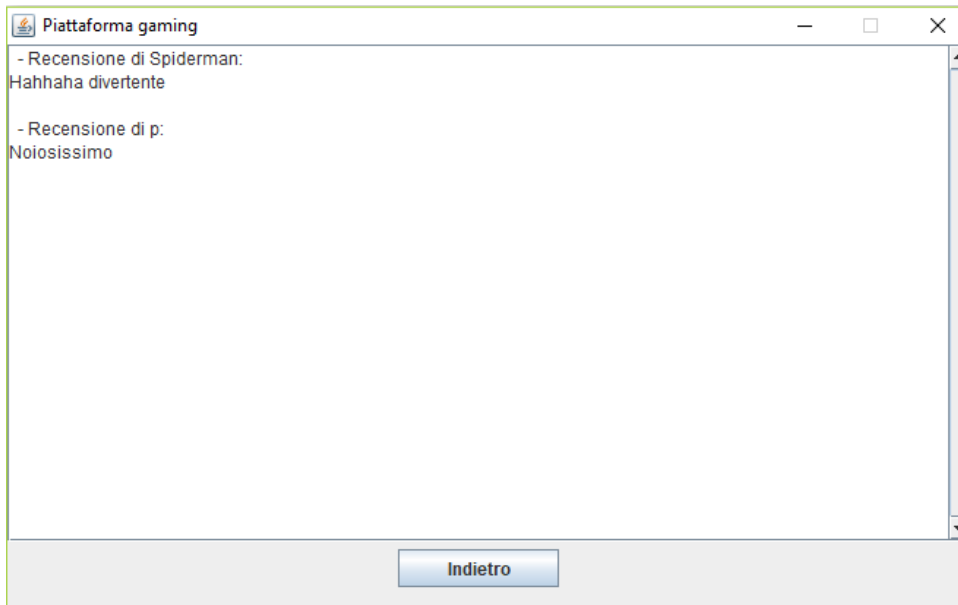 Piattaforma gaming
- Recensione di Spiderman:
Hahhaha divertente
- Recensione di p:
Noiosissimo
Indietro